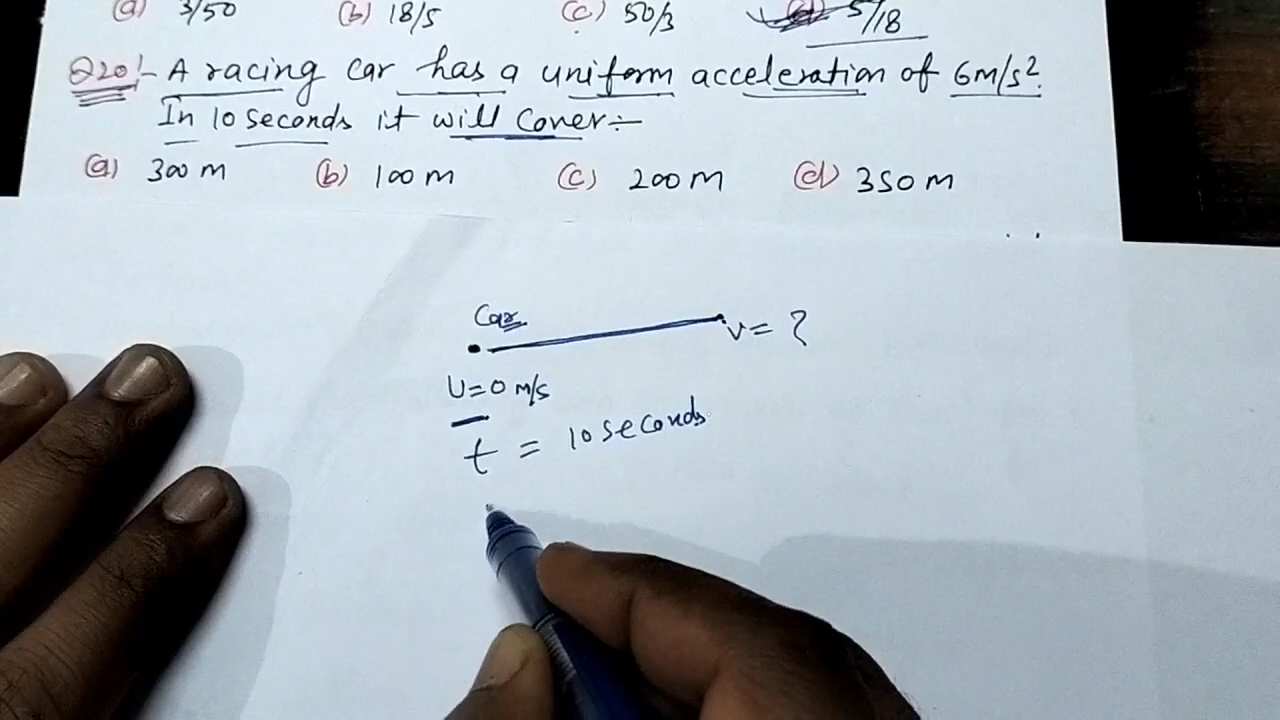 (a) 3/50 (b) 18/5 (c) 50/3 (d) 5/18
Q20:- A racing car has a uniform acceleration of 6m/s².
In 10 seconds it will cover:-
(a) 300 m (b) 100 m (c) 200 m (d) 350 m
Car
v = ?
U=0 m/s
t = 10 seconds